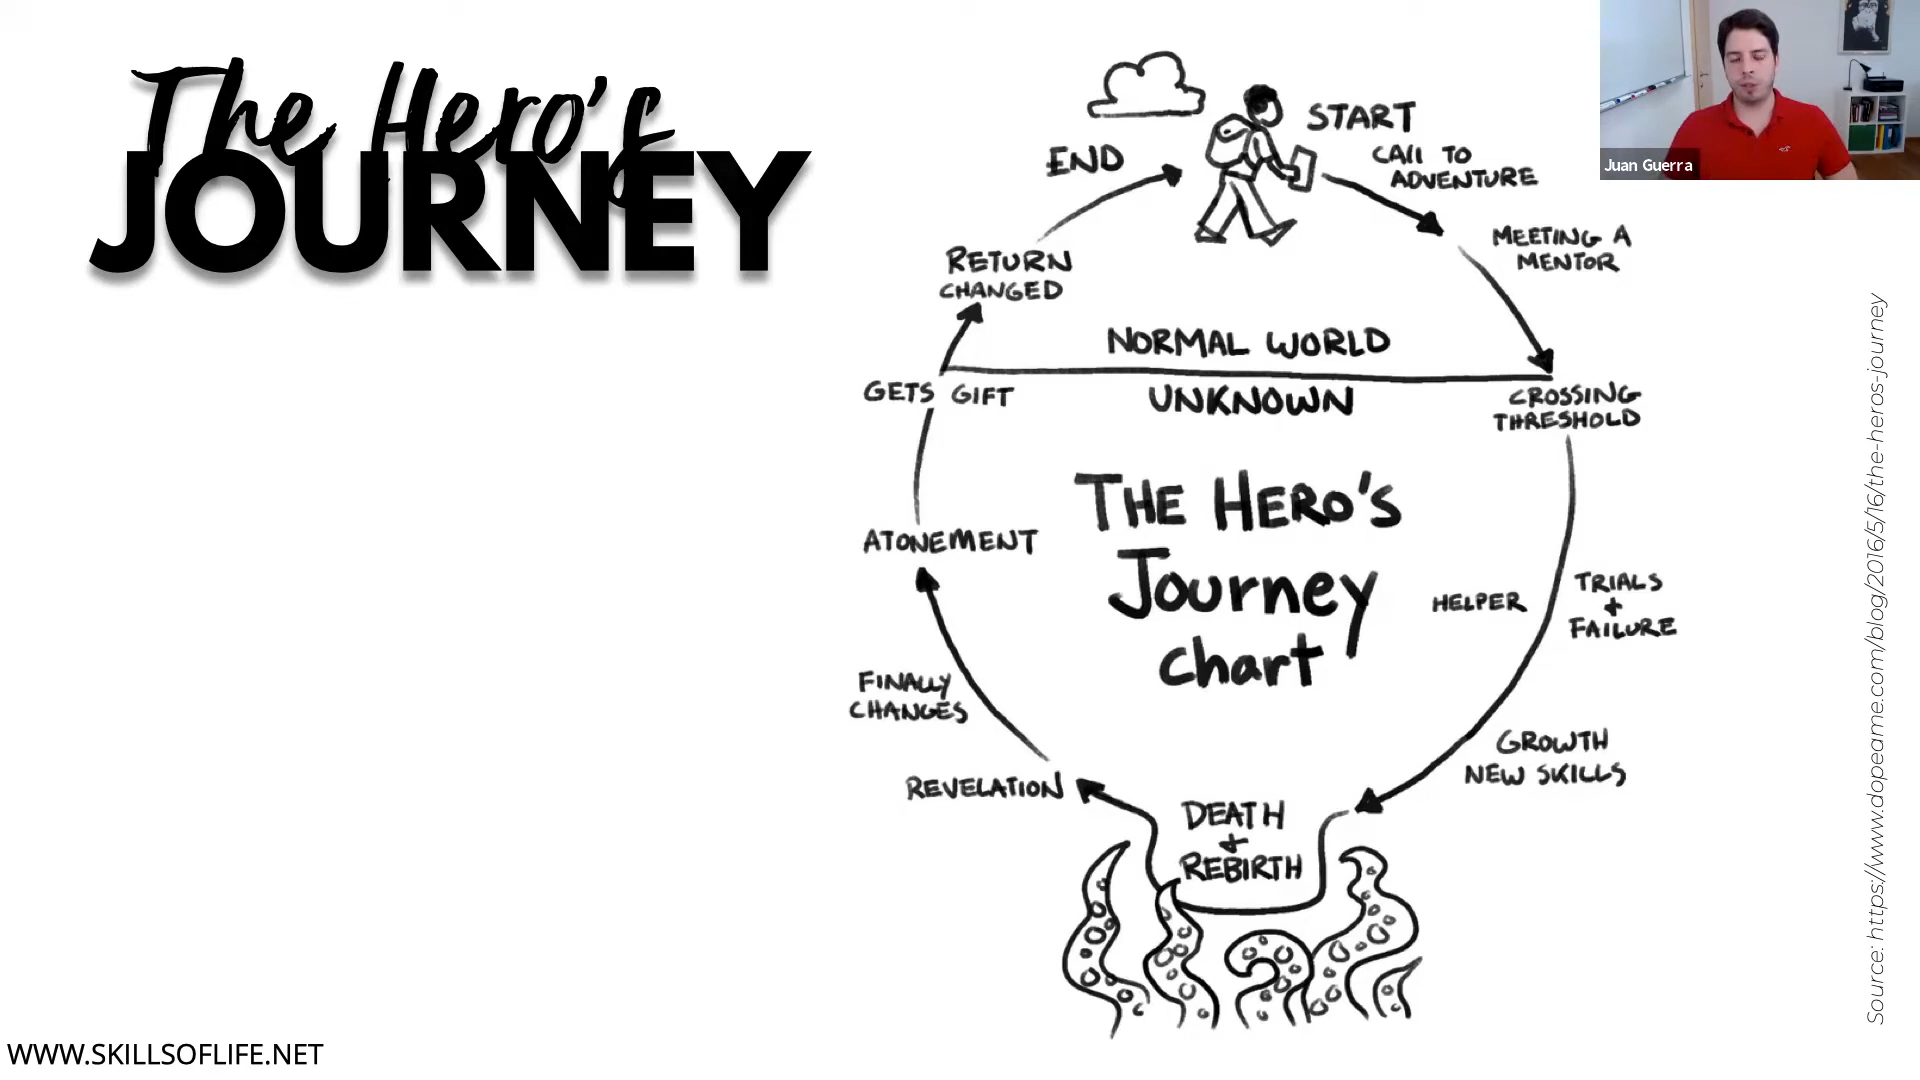 The Hero's
JOURNEY
START
CALL TO
ADVENTURE
MEETING A
MENTOR
END
RETURN
CHANGED
NORMAL WORLD
UNKNOWN
GETS GIFT
CROSSING
THRESHOLD
THE HERO'S
Journey
chart
ATONEMENT
HELPER
TRIALS
+
FAILURE
FINALLY
CHANGES
GROWTH
NEW SKILLS
REVELATION
DEATH
+
REBIRTH
Juan Guerra
Source: https://www.dopeame.com/blog/2016/5/16/the-heros-journey
WWW.SKILLSOFLIFE.NET